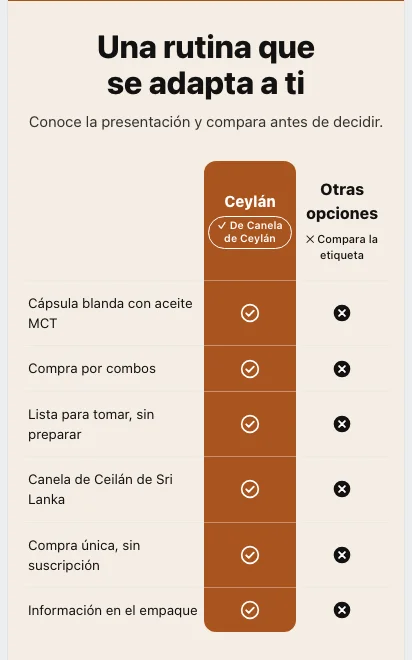 Una rutina que
se adapta a ti
Conoce la presentación y compara antes de decidir.
Ceylán
✓ De Canela
de Ceylán
Otras
opciones
✕ Compara la
etiqueta
Cápsula blanda con aceite
MCT
Compra por combos
Lista para tomar, sin
preparar
Canela de Ceilán de Sri
Lanka
Compra única, sin
suscripción
Información en el empaque